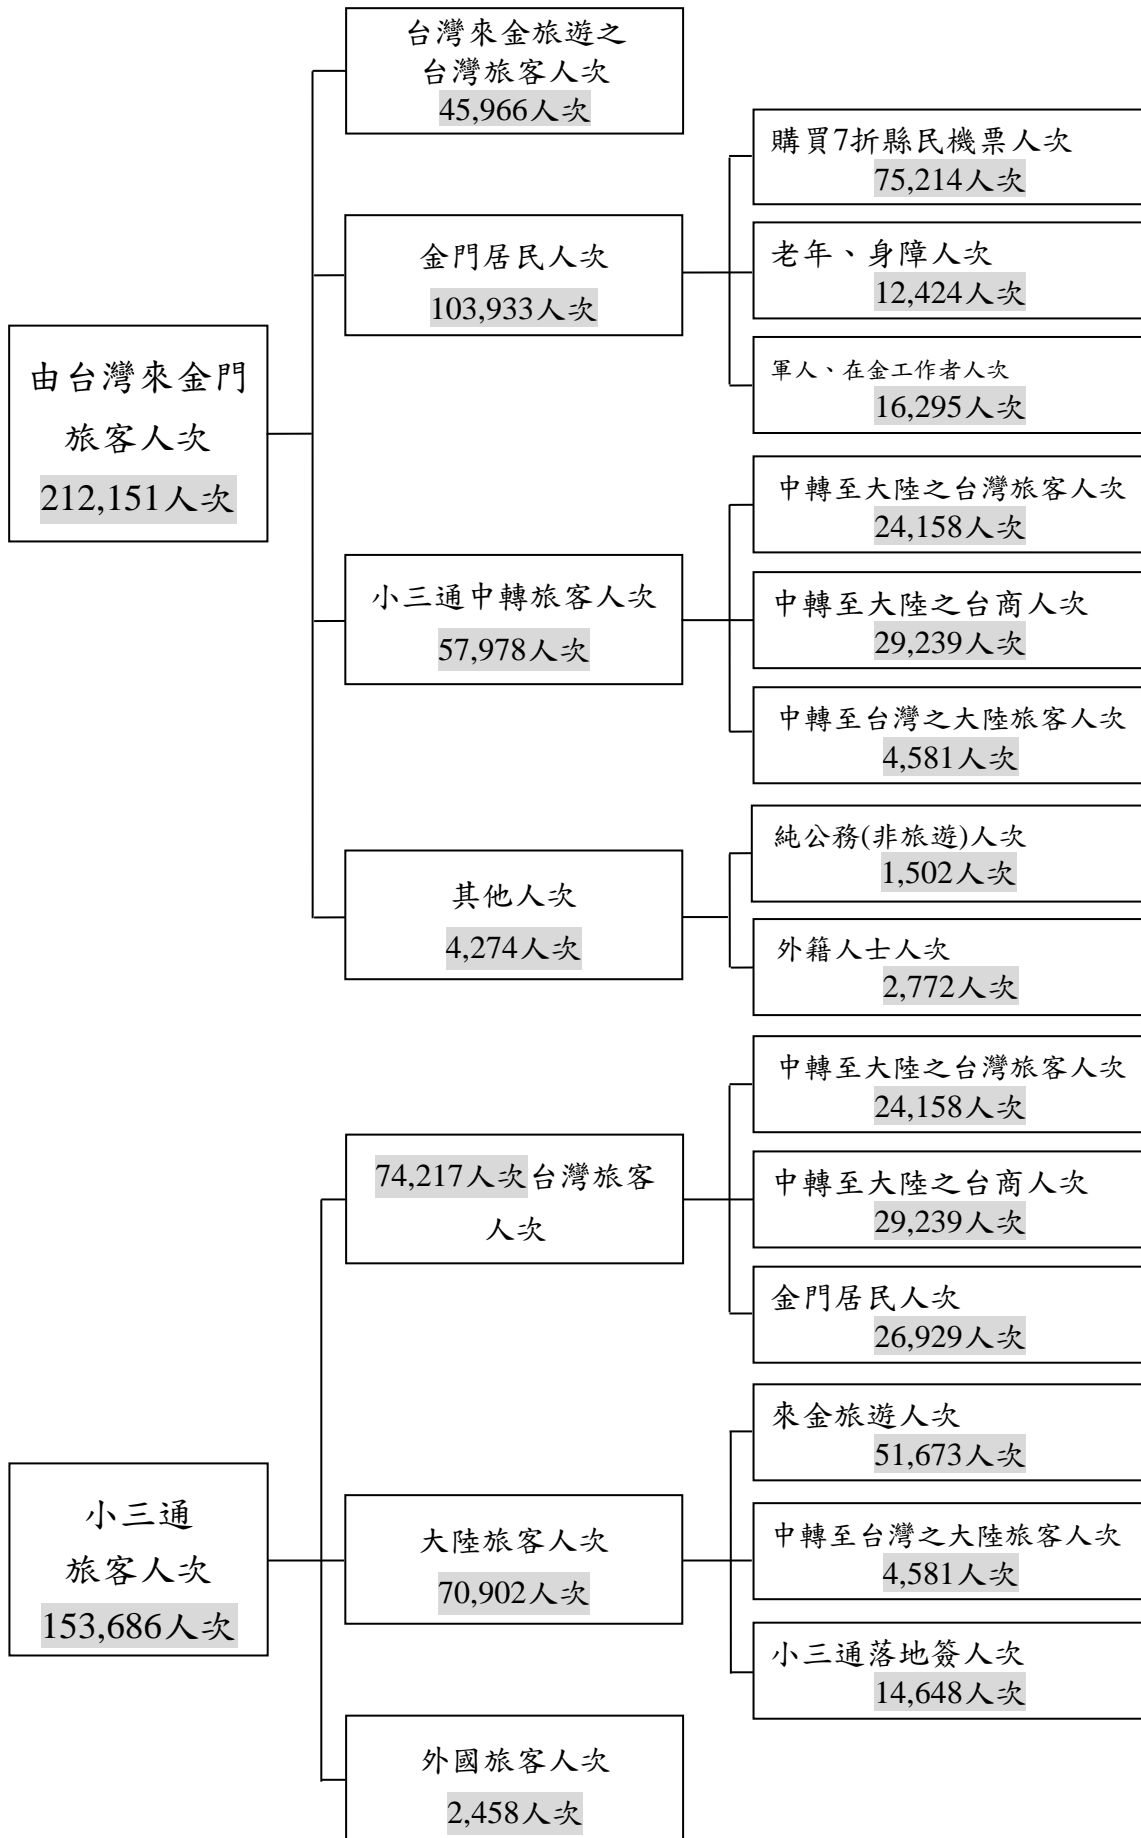 台灣來金旅遊之
台灣旅客人次
45,966人次
購買7折縣民機票人次
75,214人次
金門居民人次
103,933人次
老年、身障人次
12,424人次
軍人、在金工作者人次
16,295人次
由台灣來金門
旅客人次
212,151人次
中轉至大陸之台灣旅客人次
24,158人次
小三通中轉旅客人次
57,978人次
中轉至大陸之台商人次
29,239人次
中轉至台灣之大陸旅客人次
4,581人次
純公務(非旅遊)人次
1,502人次
其他人次
4,274人次
外籍人士人次
2,772人次
中轉至大陸之台灣旅客人次
24,158人次
74,217人次台灣旅客
人次
中轉至大陸之台商人次
29,239人次
金門居民人次
26,929人次
來金旅遊人次
51,673人次
小三通
旅客人次
153,686人次
大陸旅客人次
70,902人次
中轉至台灣之大陸旅客人次
4,581人次
小三通落地簽人次
14,648人次
外國旅客人次
2,458人次